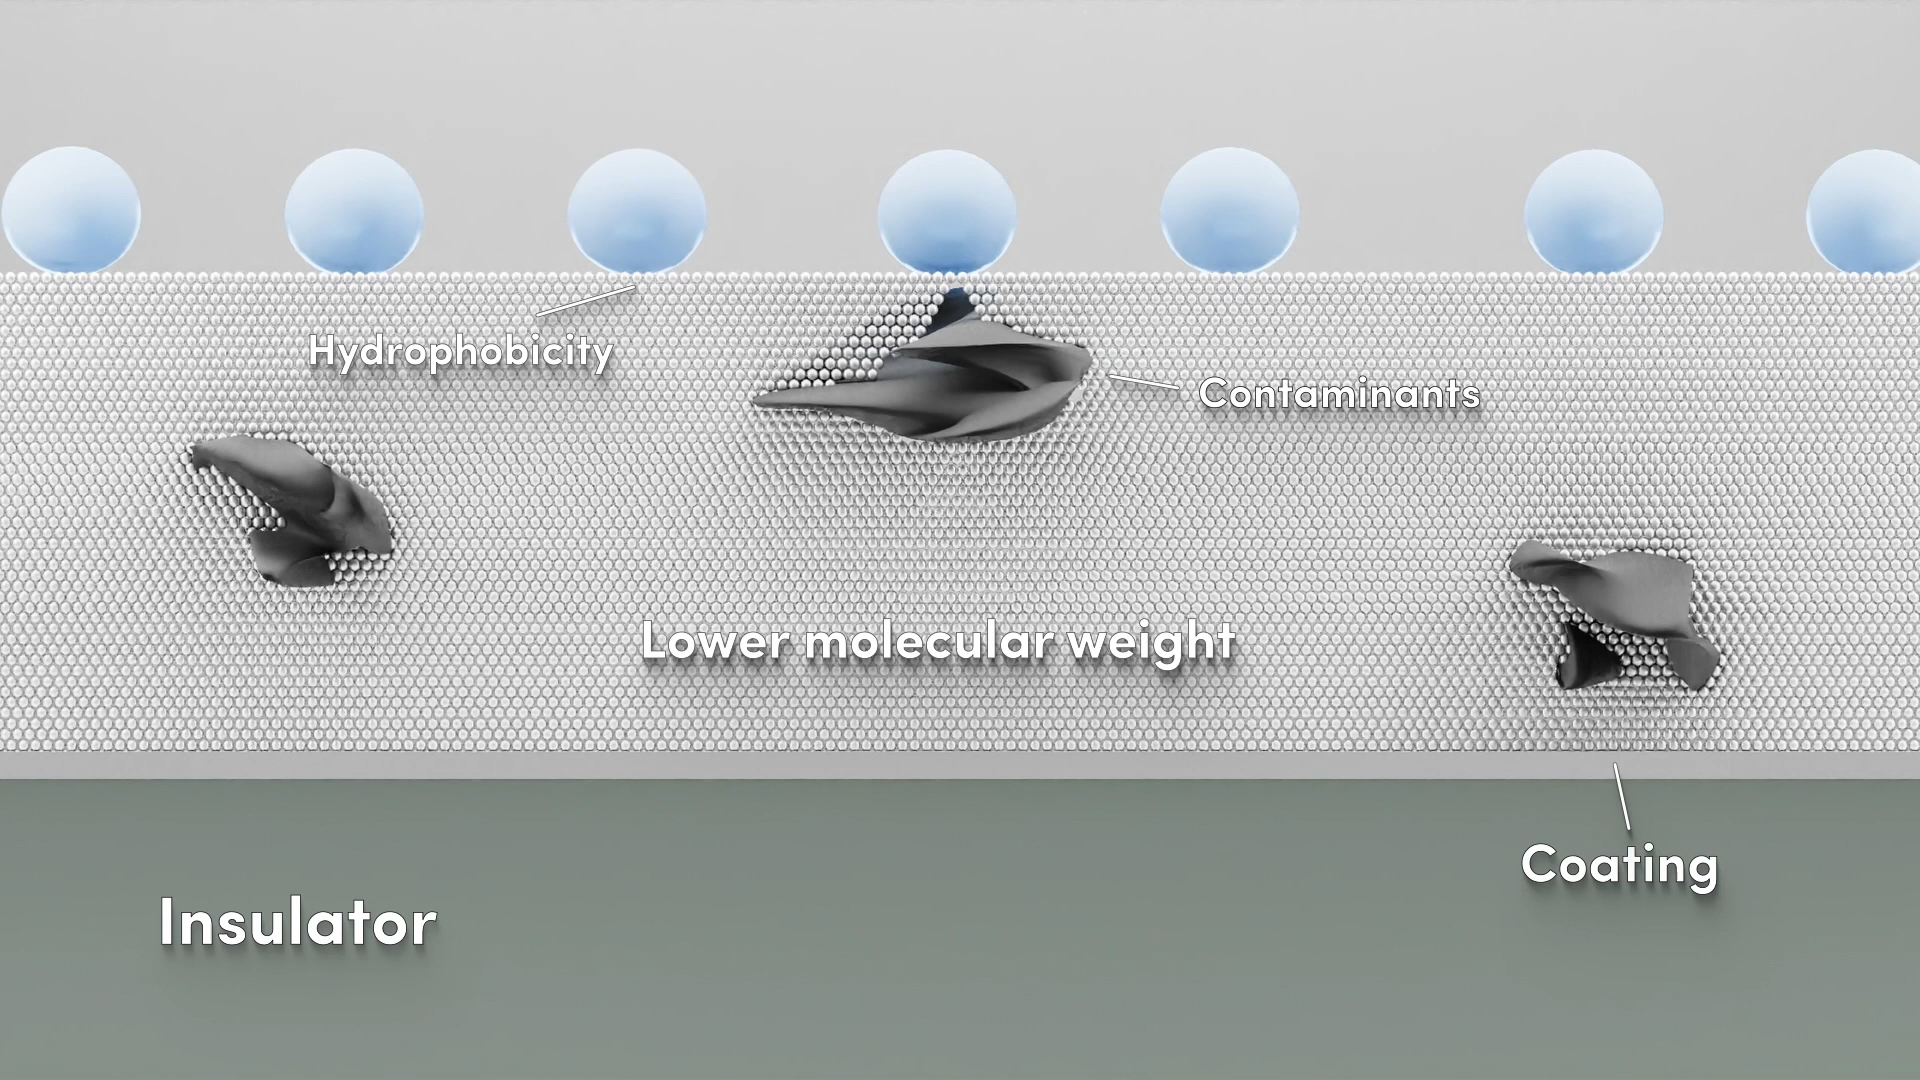 Hydrophobicity
Contaminants
Lower molecular weight
Coating
Insulator